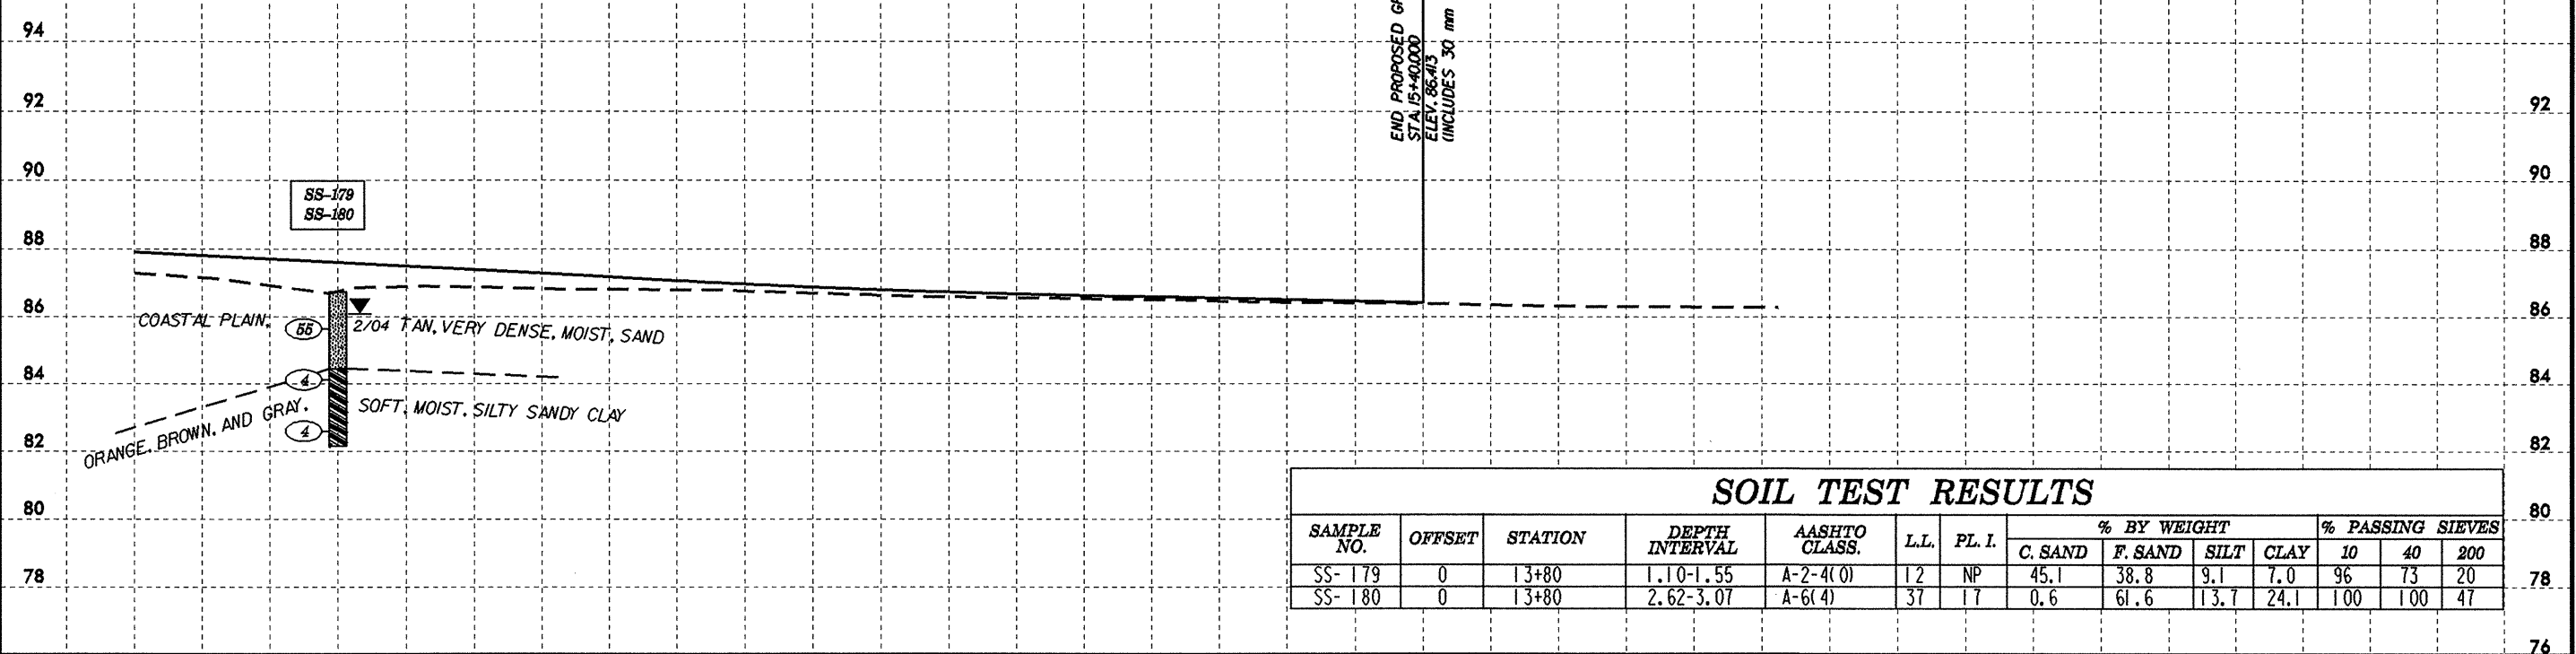 94
92
90
88
86
84
82
80
78
92
90
88
86
84
82
80
78
76
END PROPOSED
STA. 15+40.000
ELEV. 86.413
(INCLUDES 30 mm
SS-179
SS-180
COASTAL PLAIN,
55
2/04 TAN, VERY DENSE, MOIST, SAND
4
ORANGE, BROWN, AND GRAY, SOFT, MOIST, SILTY SANDY CLAY
4
SOIL TEST RESULTS
SAMPLE NO. OFFSET STATION DEPTH INTERVAL AASHTO CLASS. L.L. PL. I. % BY WEIGHT % PASSING SIEVES
C. SAND F. SAND SILT CLAY 10 40 200
SS- 179 0 13+80 1.10-1.55 A-2-4(0) 12 NP 45.1 38.8 9.1 7.0 96 73 20
SS- 180 0 13+80 2.62-3.07 A-6(4) 37 17 0.6 61.6 13.7 24.1 100 100 47